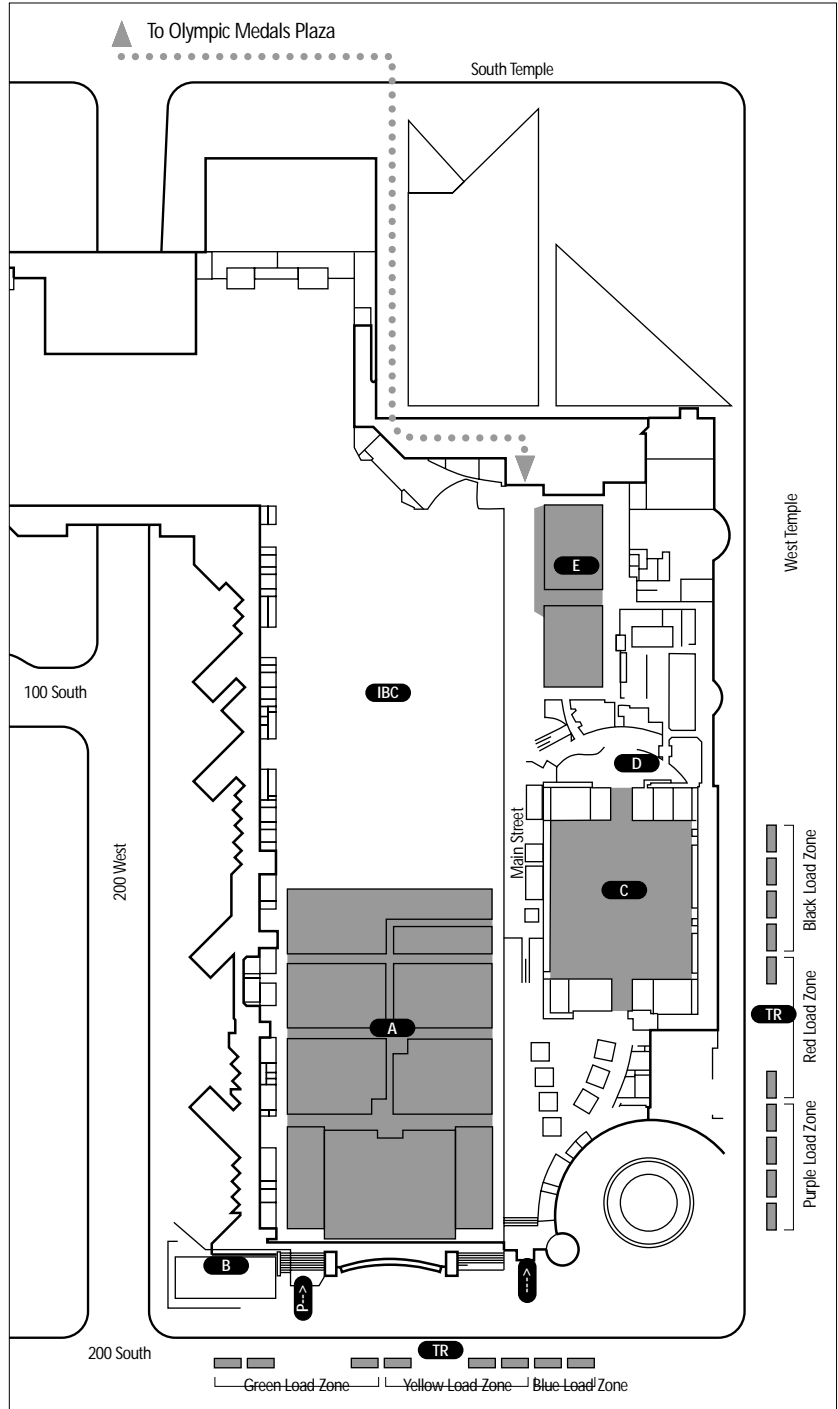 To Olympic Medals Plaza
South Temple
West Temple
E
100 South
IBC
D
Main Street
200 West
C
Black Load Zone
A
TR
Red Load Zone
Purple Load Zone
B
P-->
--->
200 South
TR
Green Load Zone
Yellow Load Zone
Blue Load Zone